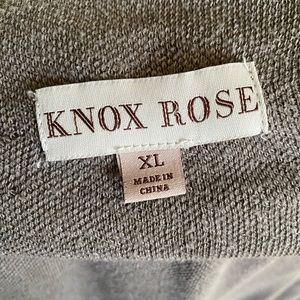 KNOX ROSE
XL
MADE IN
CHINA